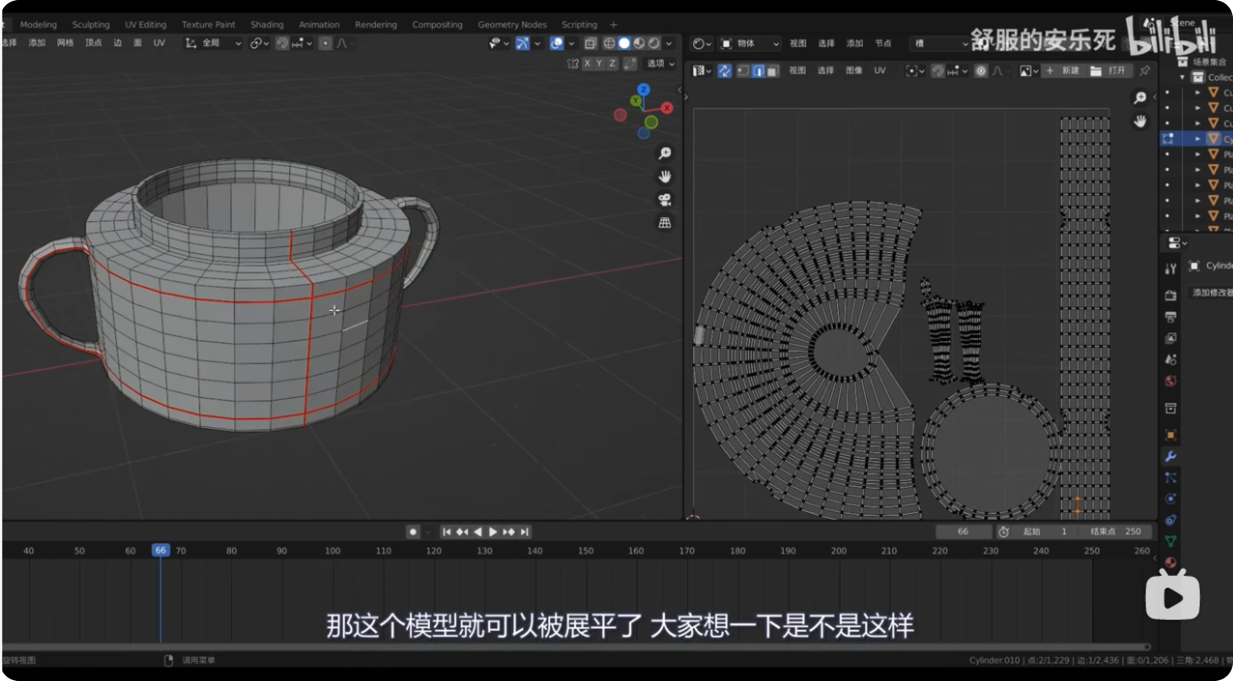 Modeling Sculpting UV Editing Texture Paint Shading Animation Rendering Compositing Geometry Nodes Scripting +
Scene
舒服的安乐死 bilibili
选择 添加 网格 顶点 边 面 UV 全局
物体 视图 选择 添加 节点 槽
X Y Z 选项
视图 选择 图像 UV + 新建 打开
场景集合
Collec
Cu
Cu
Cu
Cy
Pla
Pla
Pla
Pla
Pla
Z
Y
X
Cylinde
添加修改器
66 起始 1 结束点 250
40 50 60 66 70 80 90 100 110 120 130 140 150 160 170 180 190 200 210 220 230 240 250 260
那这个模型就可以被展平了 大家想一下是不是这样
旋转视图 调用菜单 Cylinder.010 | 点:2/1,229 | 边:1/2,436 | 面:0/1,206 | 三角:2,468